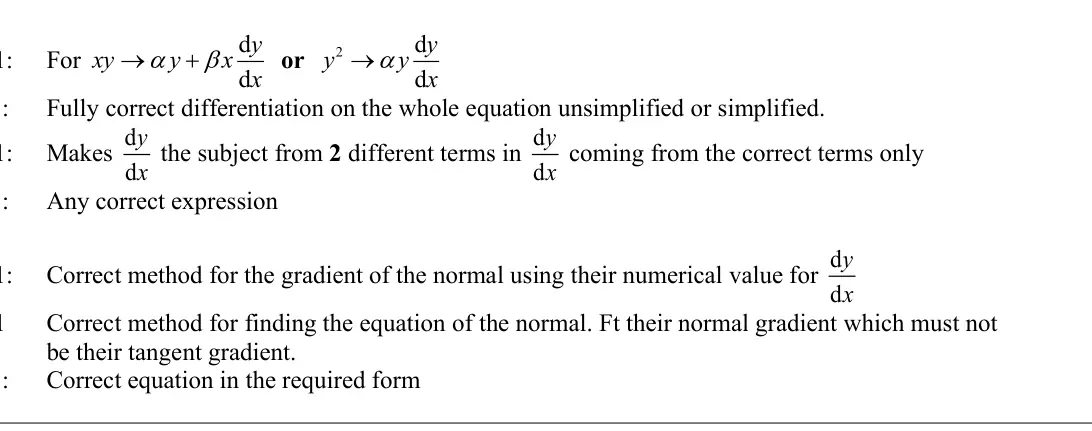 1: For xy → αy + βx dy/dx or y² → αy dy/dx
: Fully correct differentiation on the whole equation unsimplified or simplified.
1: Makes dy/dx the subject from 2 different terms in dy/dx coming from the correct terms only
: Any correct expression
1: Correct method for the gradient of the normal using their numerical value for dy/dx
1 Correct method for finding the equation of the normal. Ft their normal gradient which must not
be their tangent gradient.
: Correct equation in the required form